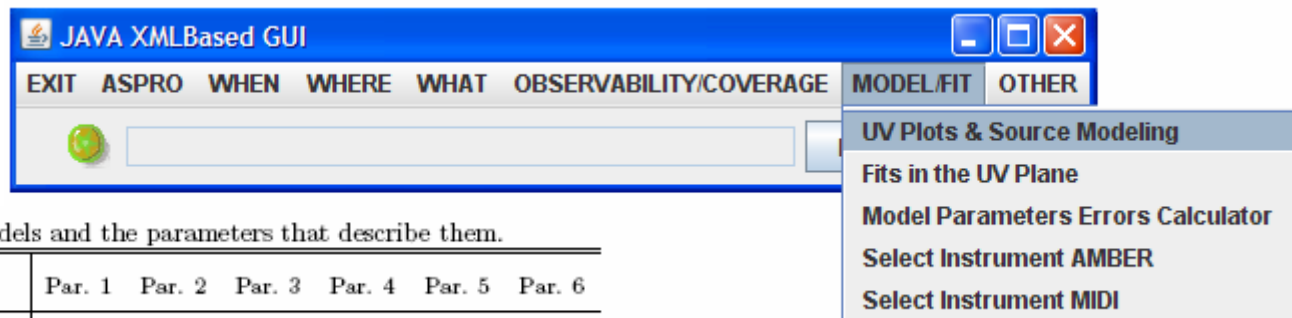 JAVA XMLBased GUI
EXIT ASPRO WHEN WHERE WHAT OBSERVABILITY/COVERAGE MODEL/FIT OTHER
UV Plots & Source Modeling
Fits in the UV Plane
Model Parameters Errors Calculator
Select Instrument AMBER
Select Instrument MIDI
and the parameters that describe them.
Par. 1 Par. 2 Par. 3 Par. 4 Par. 5 Par. 6